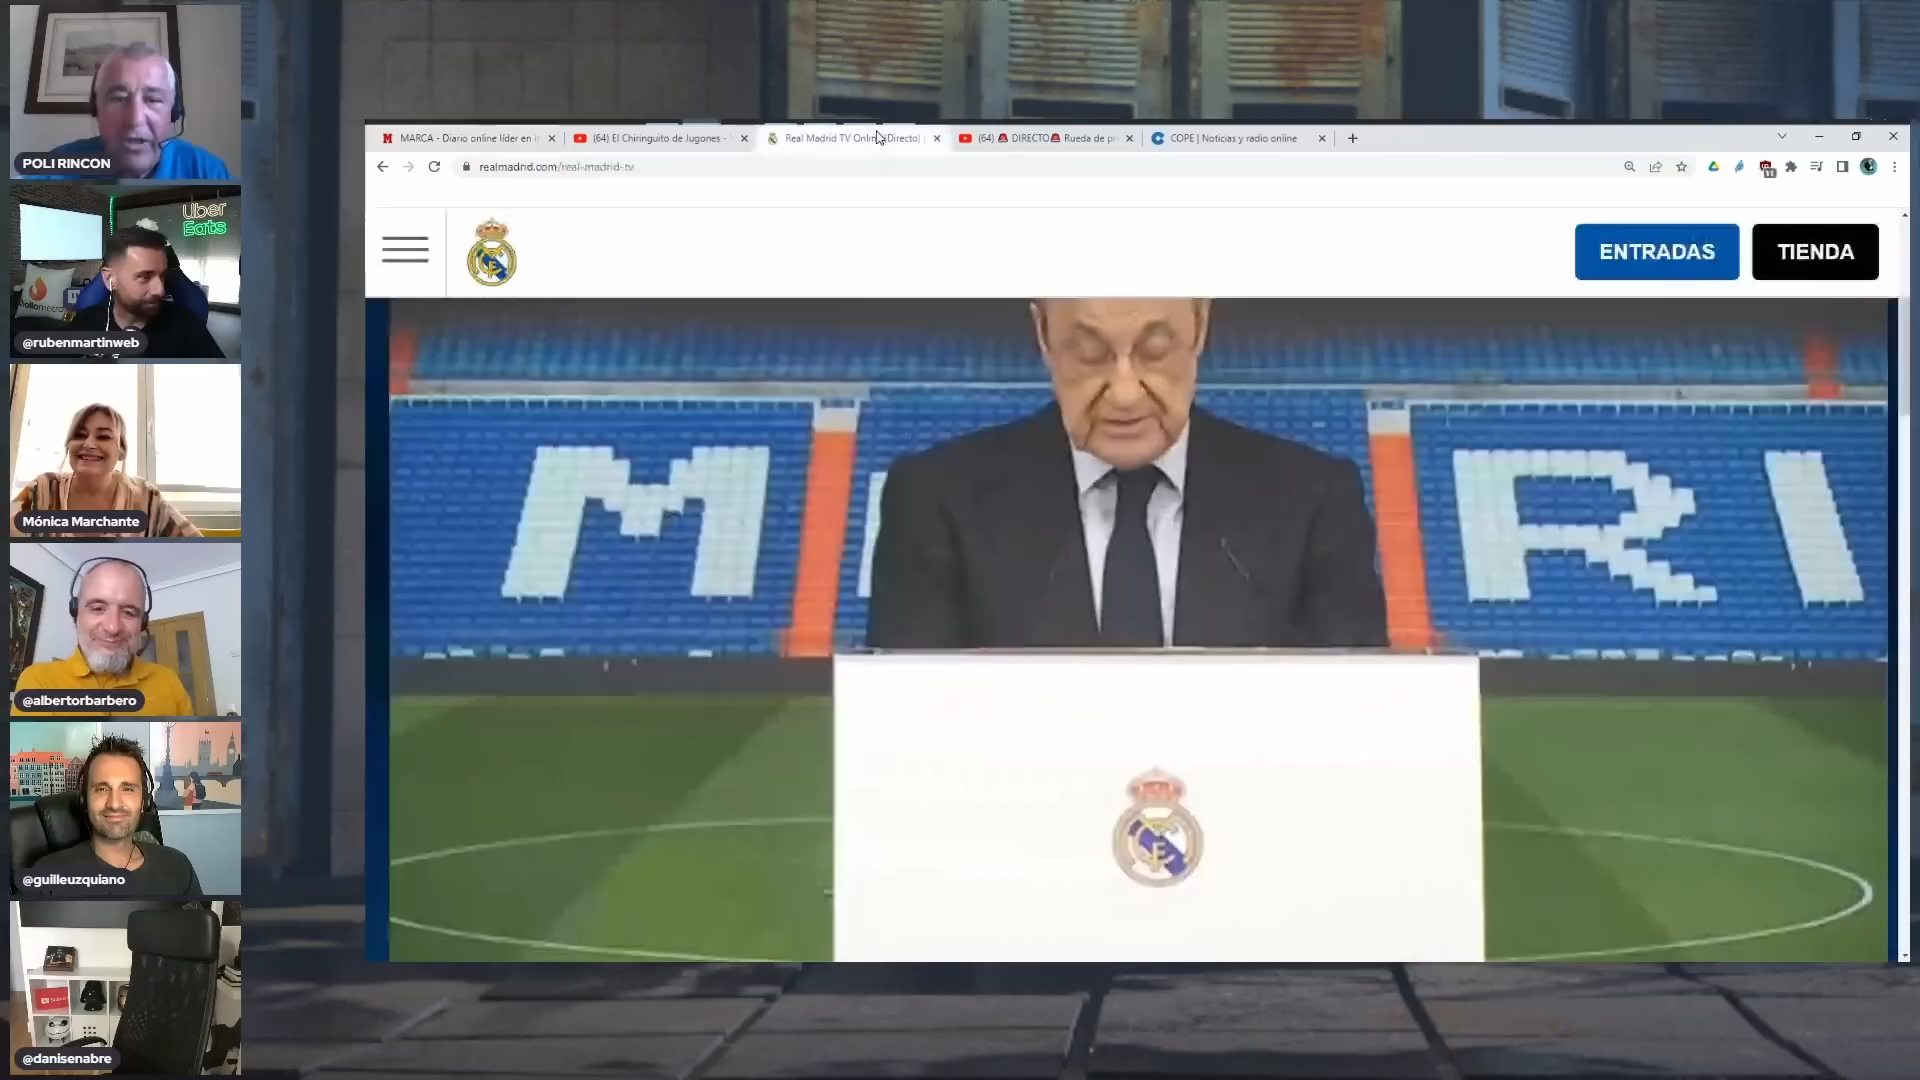 POLI RINCON
Uber
Eats
@rubenmartinweb
Mónica Marchante
@albertorbarbero
@guilleuzquiano
@danisenabre
MARCA - Diario online líder en i
(64) El Chiringuito de Jugones -
Real Madrid TV Online (Directo)
(64) 🚨 DIRECTO🚨 Rueda de pr
COPE | Noticias y radio online
realmadrid.com/real-madrid-tv
ENTRADAS
TIENDA
M
RI